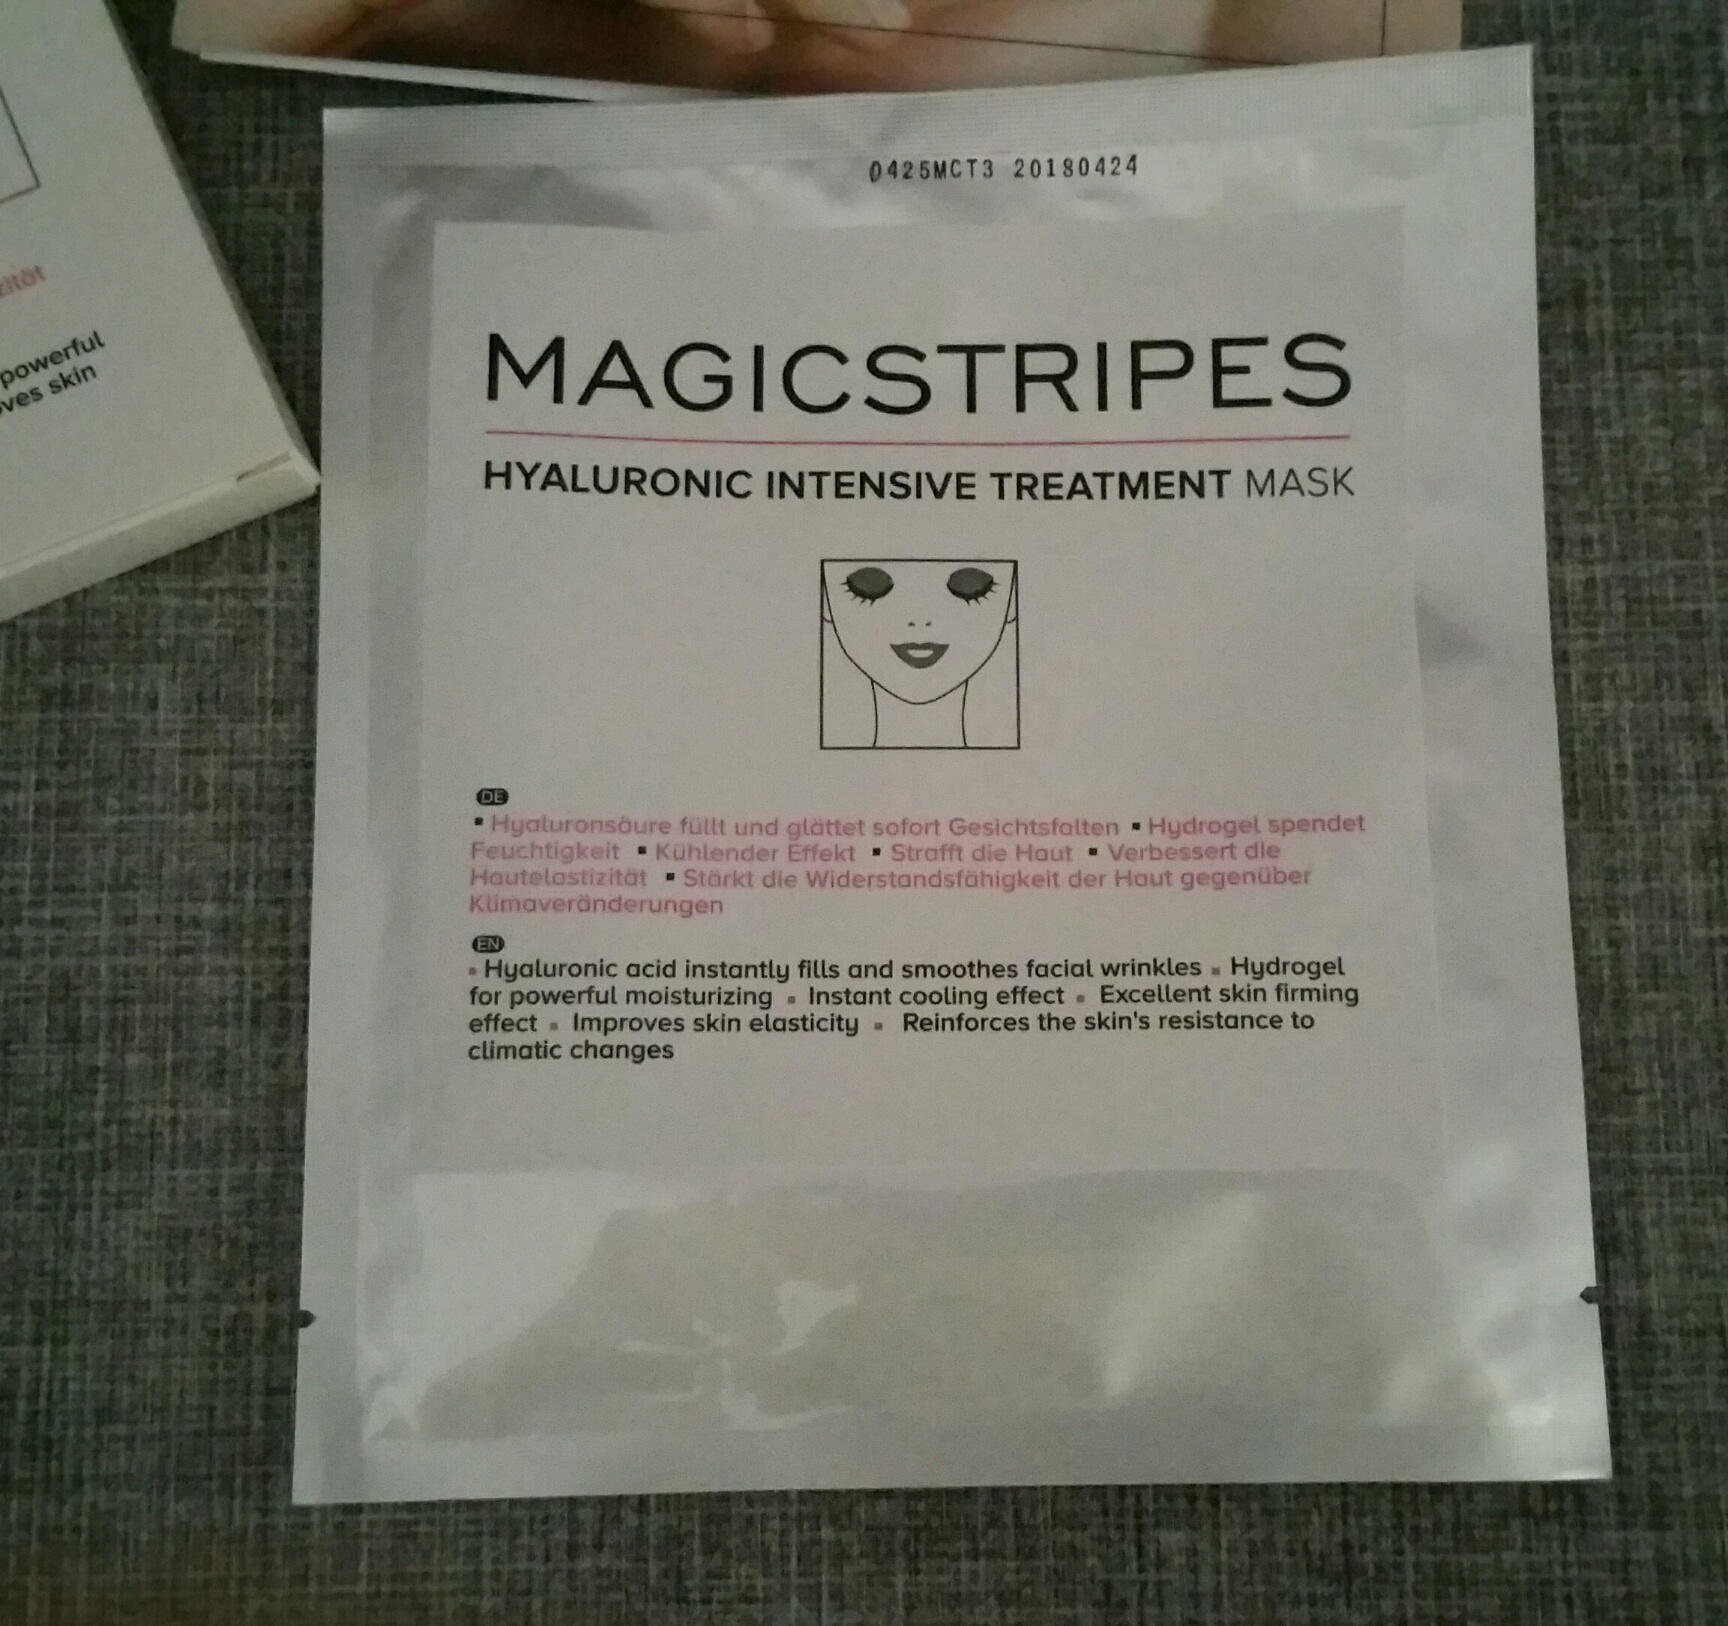 0425MCT3 20180424
MAGICSTRIPES
HYALURONIC INTENSIVE TREATMENT MASK
DE
▪ Hyaluronsäure füllt und glättet sofort Gesichtsfalten ▪ Hydrogel spendet
Feuchtigkeit ▪ Kühlender Effekt ▪ Strafft die Haut ▪ Verbessert die
Hautelastizität ▪ Stärkt die Widerstandsfähigkeit der Haut gegenüber
Klimaveränderungen
EN
▪ Hyaluronic acid instantly fills and smoothes facial wrinkles ▪ Hydrogel
for powerful moisturizing ▪ Instant cooling effect ▪ Excellent skin firming
effect ▪ Improves skin elasticity ▪ Reinforces the skin's resistance to
climatic changes
powerful
skin